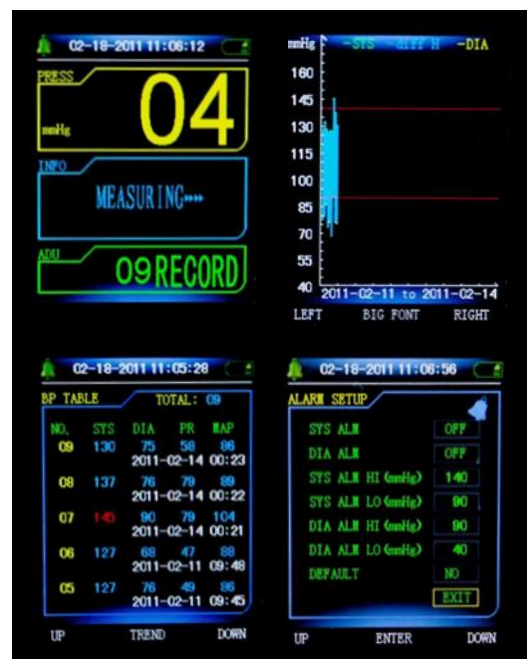 02-18-2011 11:06:12
PRESS
04
mmHg
INFO
MEASURING
ADU
09 RECORD
mmHg -SYS -diff H -DIA
160
145
130
115
100
85
70
55
40
2011-02-11 to 2011-02-14
LEFT BIG FONT RIGHT
02-18-2011 11:05:28
BP TABLE TOTAL: 09
NO. SYS DIA PR MAP
09 130 75 58 86
2011-02-14 00:23
08 137 76 79 89
2011-02-14 00:22
07 145 90 79 104
2011-02-14 00:21
06 127 68 47 88
2011-02-11 09:48
05 127 76 49 86
2011-02-11 09:45
UP TREND DOWN
02-18-2011 11:06:56
ALARM SETUP
SYS ALM OFF
DIA ALM OFF
SYS ALM HI (mmHg) 140
SYS ALM LO (mmHg) 90
DIA ALM HI (mmHg) 90
DIA ALM LO (mmHg) 40
DEFAULT NO
EXIT
UP ENTER DOWN